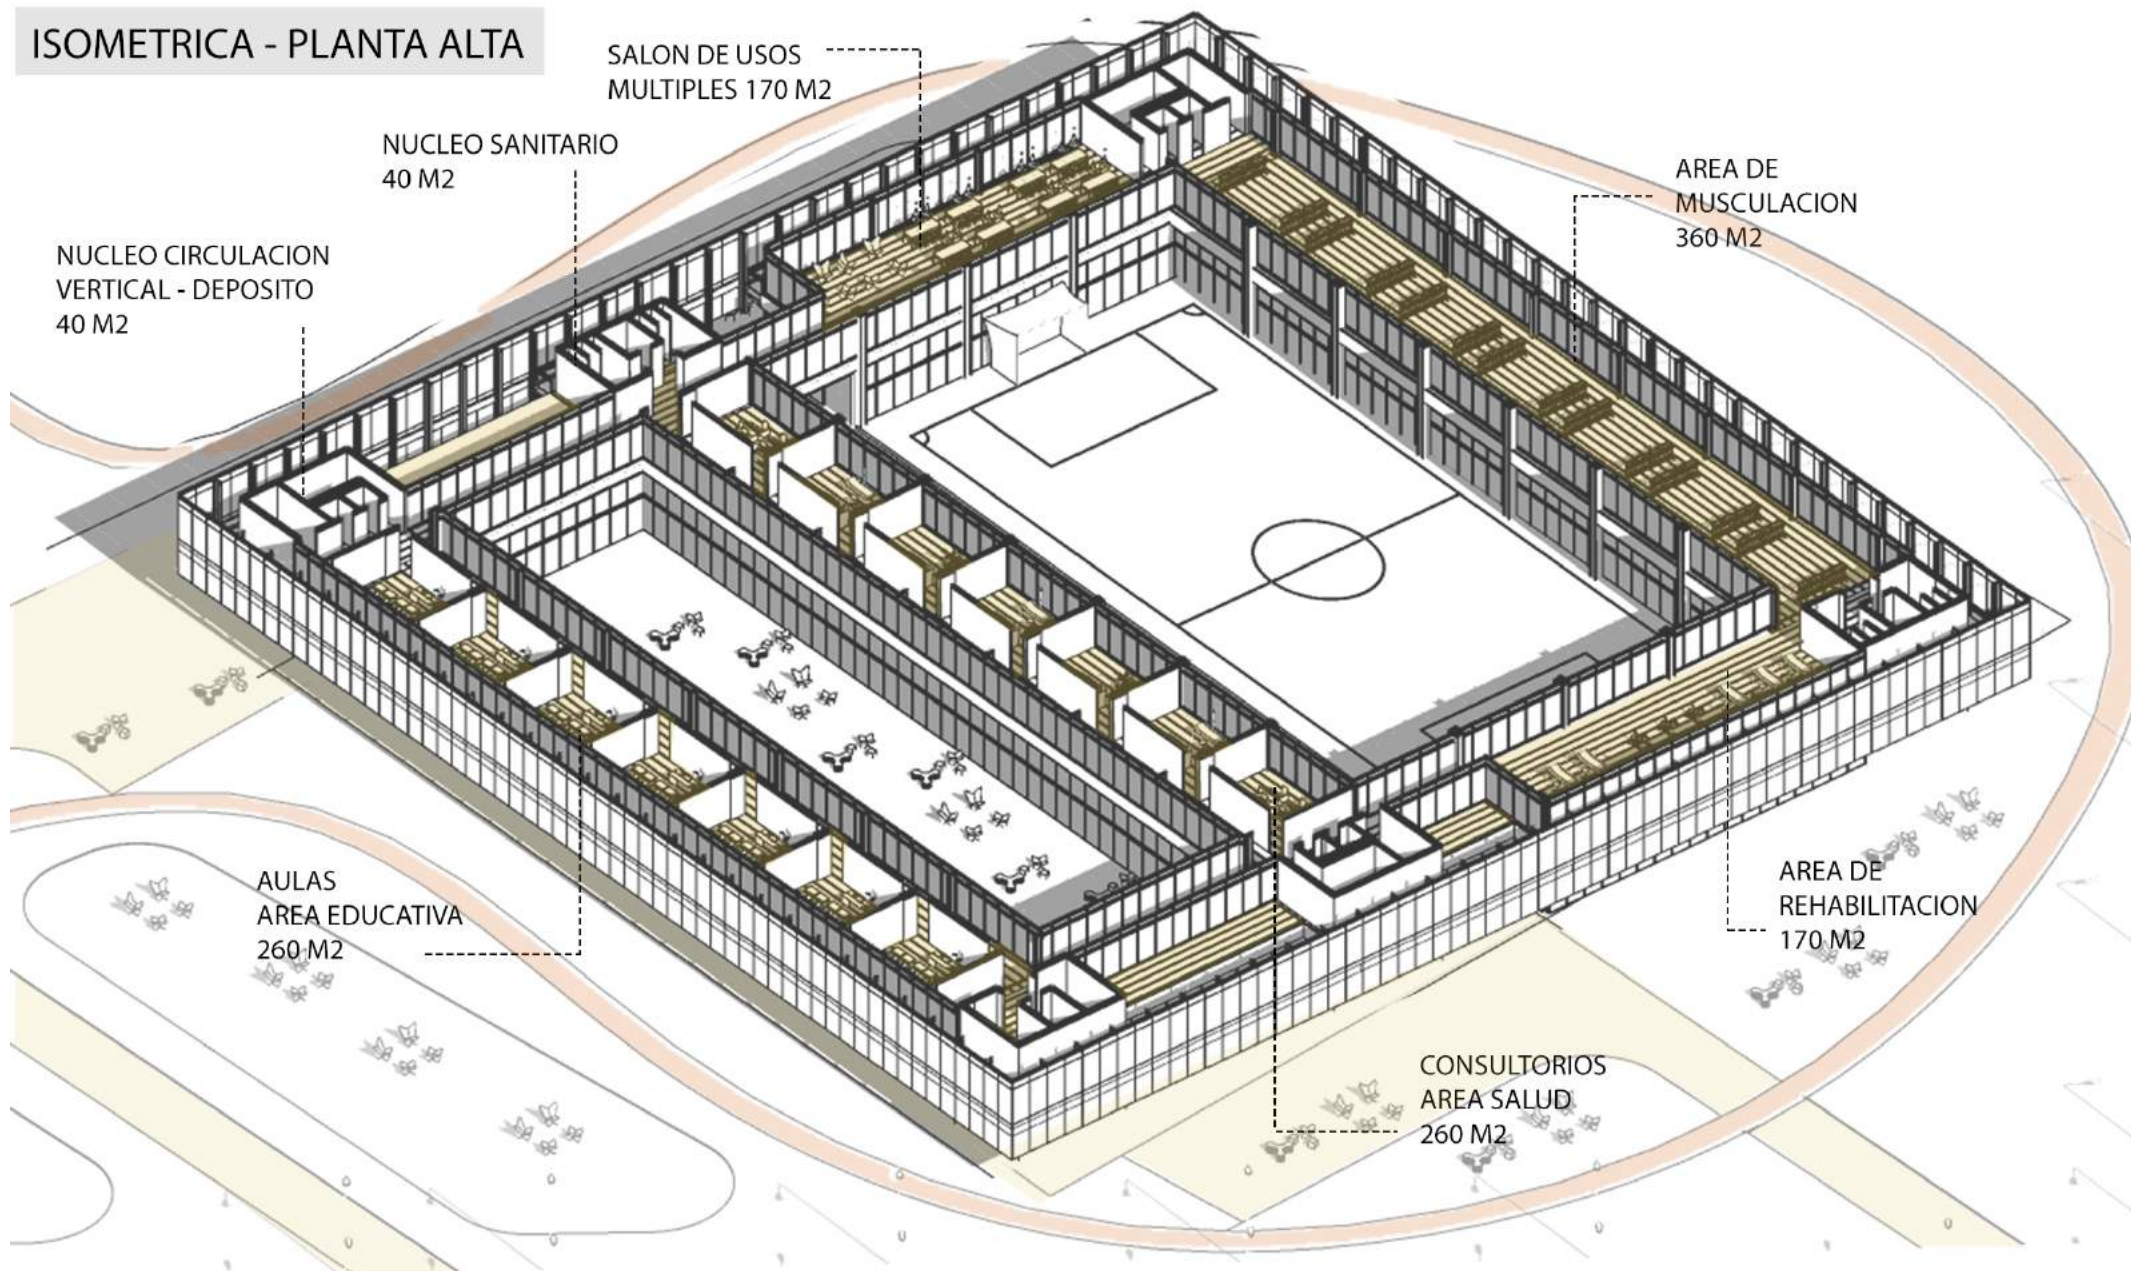 ISOMETRICA - PLANTA ALTA
SALON DE USOS
MULTIPLES 170 M2
NUCLEO SANITARIO
40 M2
NUCLEO CIRCULACION
VERTICAL - DEPOSITO
40 M2
AREA DE
MUSCULACION
360 M2
AULAS
AREA EDUCATIVA
260 M2
AREA DE
REHABILITACION
170 M2
CONSULTORIOS
AREA SALUD
260 M2